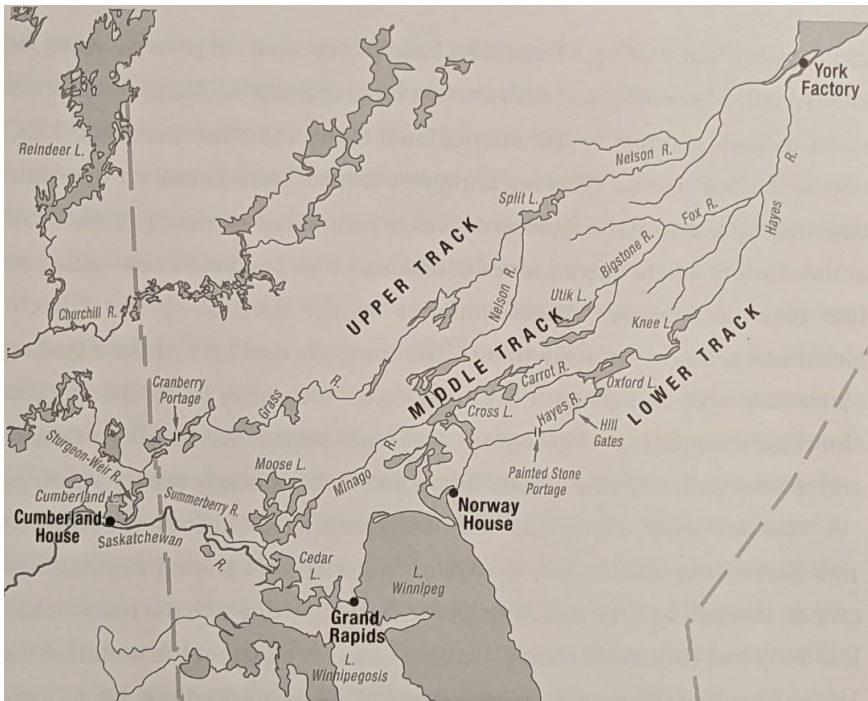 York
Factory
Reindeer L.
Nelson R.
Split L.
R.
Hayes
Fox R.
Bigstone R.
UPPER TRACK
Nelson R.
Utik L.
Churchill R.
Knee L.
MIDDLE TRACK
LOWER TRACK
Cranberry
Portage
Grass R.
Carrot R.
Oxford L.
Cross L.
Hayes R.
Hill
Gates
Sturgeon-Weir R.
Moose L.
Minago R.
Painted Stone
Portage
Cumberland L.
Summerberry R.
Norway
House
Cumberland
House
Saskatchewan
R.
Cedar
L.
L.
Winnipeg
Grand
Rapids
L.
Winnipegosis